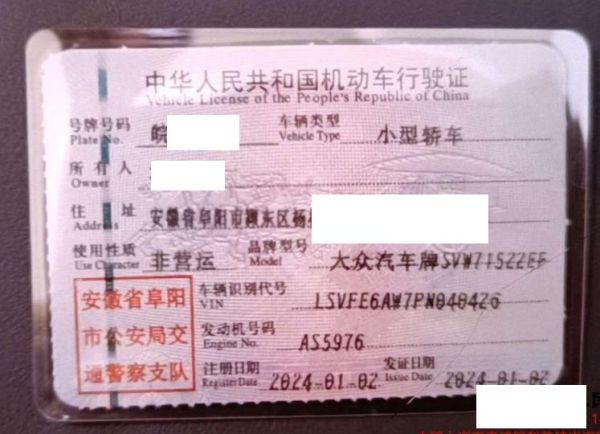 中华人民共和国机动车行驶证
Vehicle License of the People's Republic of China
号牌号码 皖 车辆类型 小型轿车
Plate No. Vehicle Type
所有人
Owner
住址 安徽省阜阳市颍东区杨
Address
使用性质 非营运 品牌型号 大众汽车牌SVW71522EF
Use Character Model
安徽省阜阳
市公安局交
通警察支队
车辆识别代号 LSVFE6AW7PN040426
VIN
发动机号码 AS5976
Engine No.
注册日期 2024-01-02 发证日期 2024-01-02
Register Date Issue Date
民